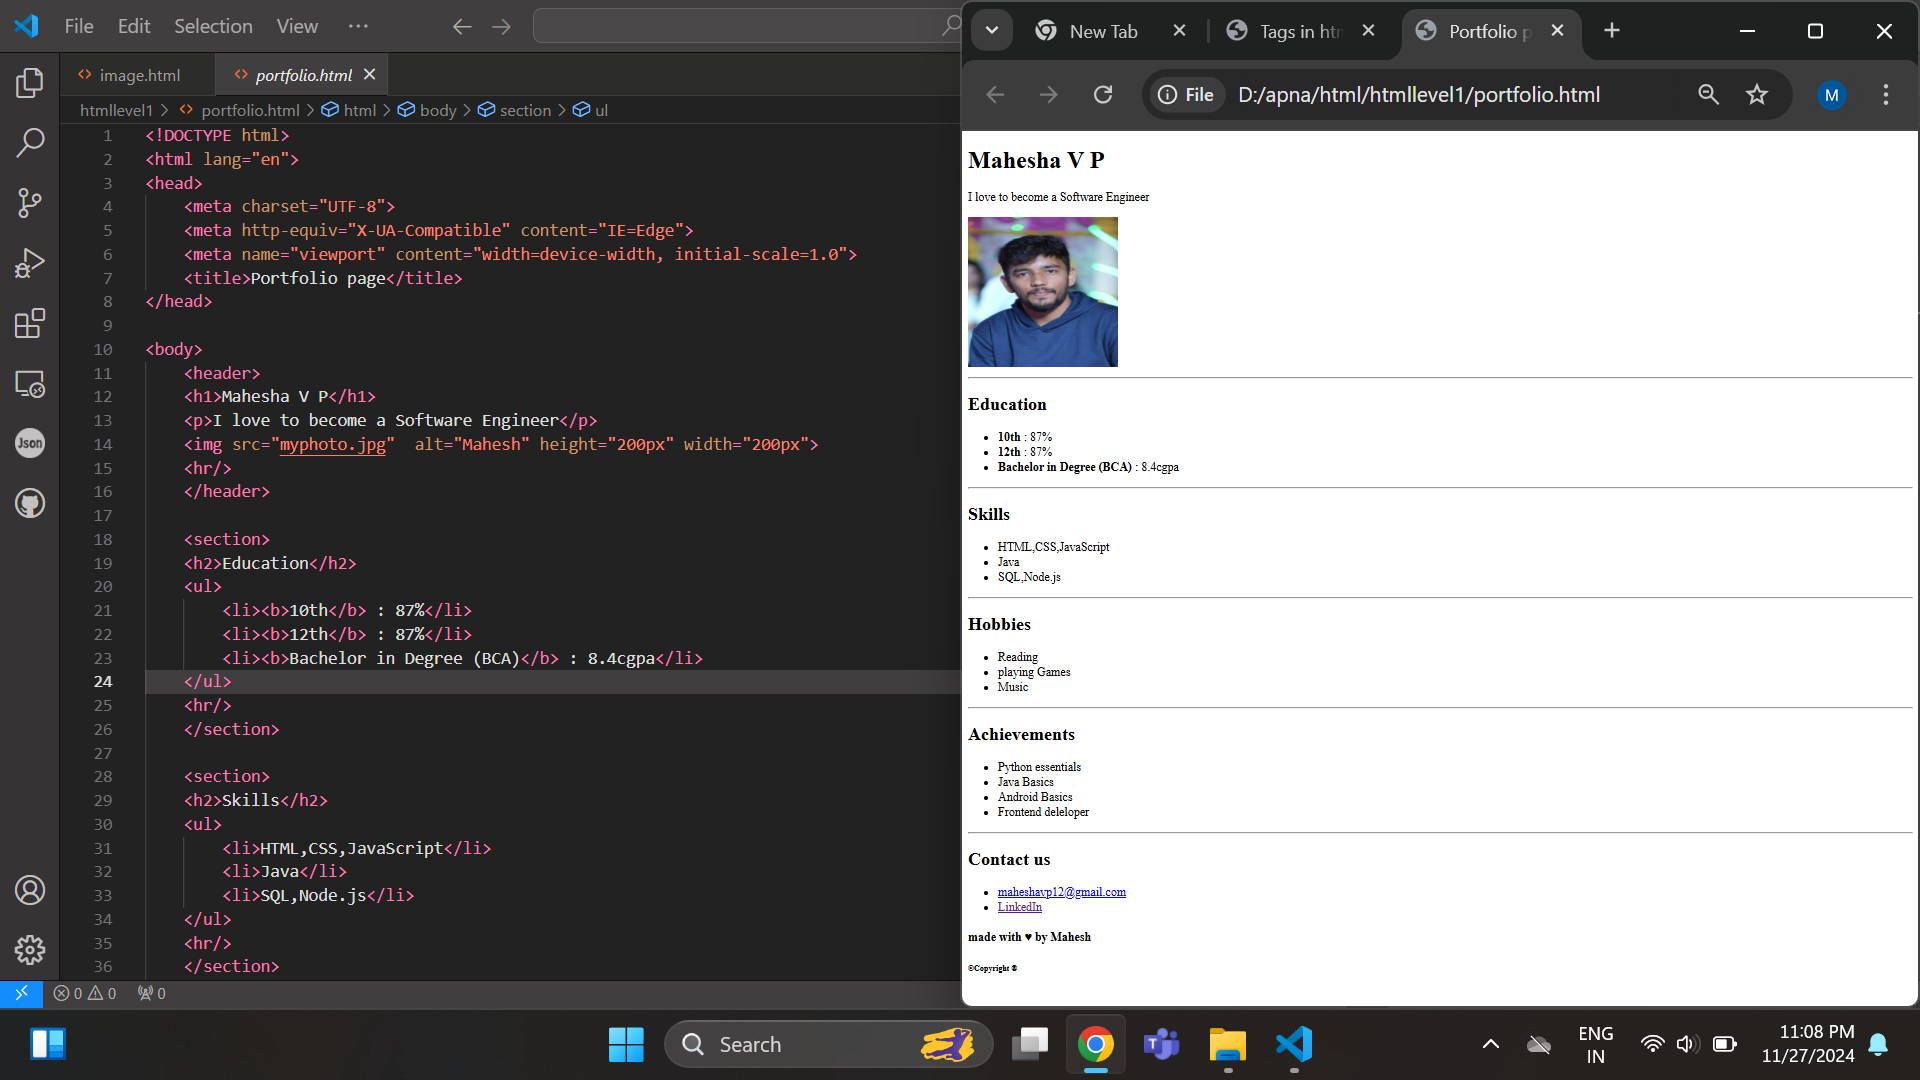 File Edit Selection View ···
image.html
portfolio.html
htmllevel1 > portfolio.html > html > body > section > ul
1 <!DOCTYPE html>
2 <html lang="en">
3 <head>
4 <meta charset="UTF-8">
5 <meta http-equiv="X-UA-Compatible" content="IE=Edge">
6 <meta name="viewport" content="width=device-width, initial-scale=1.0">
7 <title>Portfolio page</title>
8 </head>
9
10 <body>
11 <header>
12 <h1>Mahesha V P</h1>
13 <p>I love to become a Software Engineer</p>
14 <img src="myphoto.jpg"  alt="Mahesh" height="200px" width="200px">
15 <hr/>
16 </header>
17
18 <section>
19 <h2>Education</h2>
20 <ul>
21 <li><b>10th</b> : 87%</li>
22 <li><b>12th</b> : 87%</li>
23 <li><b>Bachelor in Degree (BCA)</b> : 8.4cgpa</li>
24 </ul>
25 <hr/>
26 </section>
27
28 <section>
29 <h2>Skills</h2>
30 <ul>
31 <li>HTML,CSS,JavaScript</li>
32 <li>Java</li>
33 <li>SQL,Node.js</li>
34 </ul>
35 <hr/>
36 </section>
Json
0 0 0
New Tab
Tags in htm
Portfolio p
File D:/apna/html/htmllevel1/portfolio.html
M
Mahesha V P
I love to become a Software Engineer
Education
• 10th : 87%
• 12th : 87%
• Bachelor in Degree (BCA) : 8.4cgpa
Skills
• HTML,CSS,JavaScript
• Java
• SQL,Node.js
Hobbies
• Reading
• playing Games
• Music
Achievements
• Python essentials
• Java Basics
• Android Basics
• Frontend deleloper
Contact us
• maheshavp12@gmail.com
• LinkedIn
made with ♥ by Mahesh
©Copyright ®
Search
ENG
IN
11:08 PM
11/27/2024